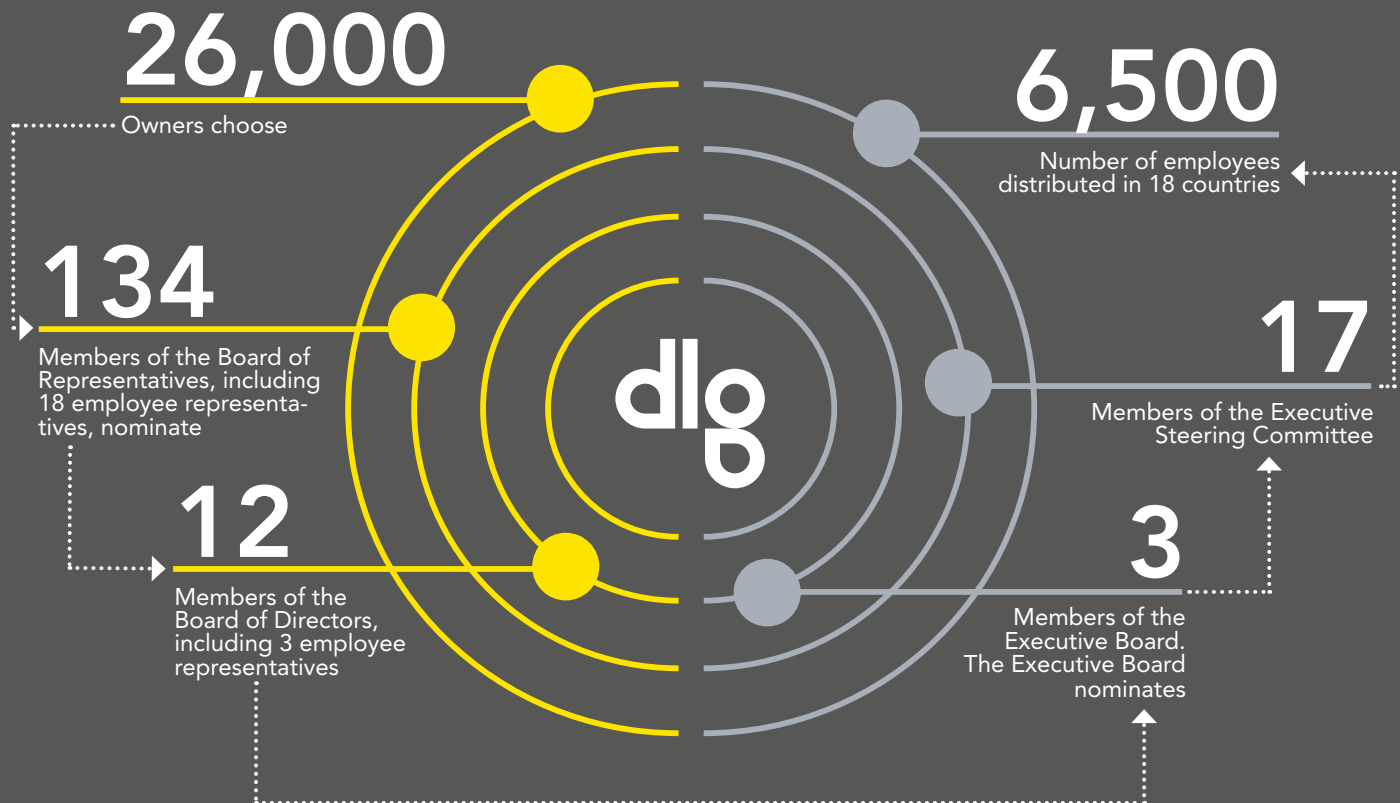 26,000
Owners choose
134
Members of the Board of
Representatives, including
18 employee representa-
tives, nominate
12
Members of the
Board of Directors,
including 3 employee
representatives
dlg
6,500
Number of employees
distributed in 18 countries
17
Members of the Executive
Steering Committee
3
Members of the
Executive Board.
The Executive Board
nominates